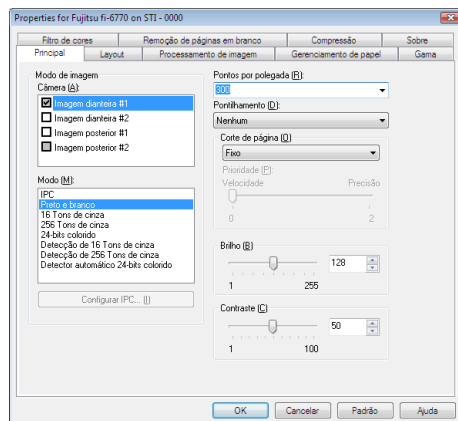 Properties for Fujitsu fi-6770 on STI - 0000
Filtro de cores
Remoção de páginas em branco
Compressão
Sobre
Principal
Layout
Processamento de imagem
Gerenciamento de papel
Gama
Modo de imagem
Câmera (A):
Imagem dianteira #1
Imagem dianteira #2
Imagem posterior #1
Imagem posterior #2
Modo (M):
IPC
Preto e branco
16 Tons de cinza
256 Tons de cinza
24-bits colorido
Detecção de 16 Tons de cinza
Detecção de 256 Tons de cinza
Detector automático 24-bits colorido
Configurar IPC... (I)
Pontos por polegada (R):
300
Pontilhamento (D):
Nenhum
Corte de página (O)
Fixo
Prioridade (P):
Velocidade
Precisão
0
2
Brilho (B)
128
1
255
Contraste (C)
50
1
100
OK
Cancelar
Padrão
Ajuda